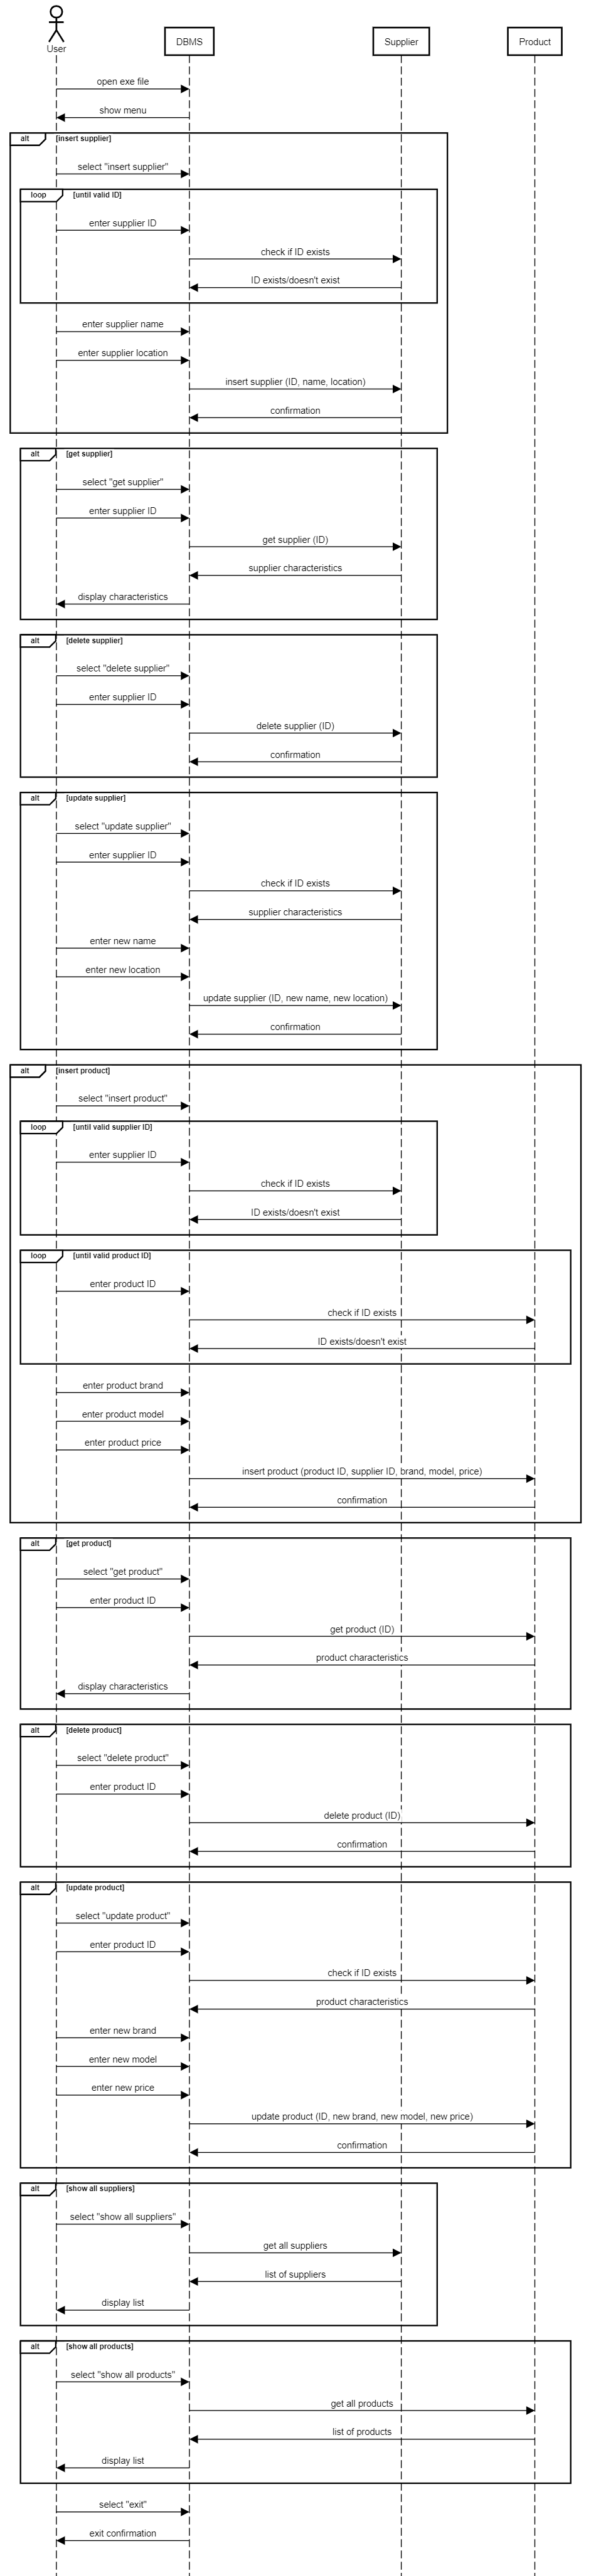 User
DBMS
Supplier
Product
open exe file
show menu
alt [insert supplier]
select "insert supplier"
loop [until valid ID]
enter supplier ID
check if ID exists
ID exists/doesn't exist
enter supplier name
enter supplier location
insert supplier (ID, name, location)
confirmation
alt [get supplier]
select "get supplier"
enter supplier ID
get supplier (ID)
supplier characteristics
display characteristics
alt [delete supplier]
select "delete supplier"
enter supplier ID
delete supplier (ID)
confirmation
alt [update supplier]
select "update supplier"
enter supplier ID
check if ID exists
supplier characteristics
enter new name
enter new location
update supplier (ID, new name, new location)
confirmation
alt [insert product]
select "insert product"
loop [until valid supplier ID]
enter supplier ID
check if ID exists
ID exists/doesn't exist
loop [until valid product ID]
enter product ID
check if ID exists
ID exists/doesn't exist
enter product brand
enter product model
enter product price
insert product (product ID, supplier ID, brand, model, price)
confirmation
alt [get product]
select "get product"
enter product ID
get product (ID)
product characteristics
display characteristics
alt [delete product]
select "delete product"
enter product ID
delete product (ID)
confirmation
alt [update product]
select "update product"
enter product ID
check if ID exists
product characteristics
enter new brand
enter new model
enter new price
update product (ID, new brand, new model, new price)
confirmation
alt [show all suppliers]
select "show all suppliers"
get all suppliers
list of suppliers
display list
alt [show all products]
select "show all products"
get all products
list of products
display list
select "exit"
exit confirmation